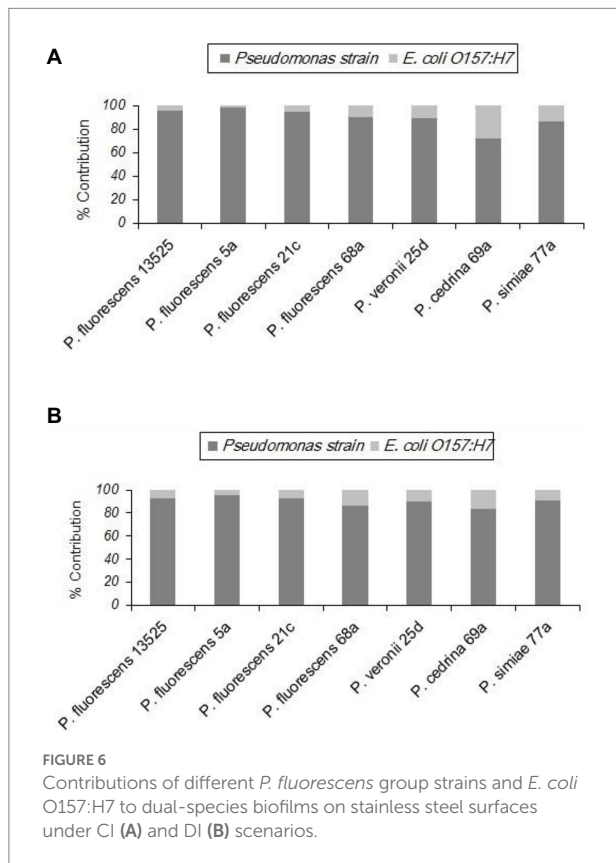 A
Pseudomonas strain E. coli O157:H7
100
80
60
40
20
0
% Contribution
P. fluorescens 13525
P. fluorescens 5a
P. fluorescens 21c
P. fluorescens 68a
P. veronii 25d
P. cedrina 69a
P. simiae 77a
B
Pseudomonas strain E. coli O157:H7
100
80
60
40
20
0
% Contribution
P. fluorescens 13525
P. fluorescens 5a
P. fluorescens 21c
P. fluorescens 68a
P. veronii 25d
P. cedrina 69a
P. simiae 77a
FIGURE 6
Contributions of different P. fluorescens group strains and E. coli
O157:H7 to dual-species biofilms on stainless steel surfaces
under CI (A) and DI (B) scenarios.